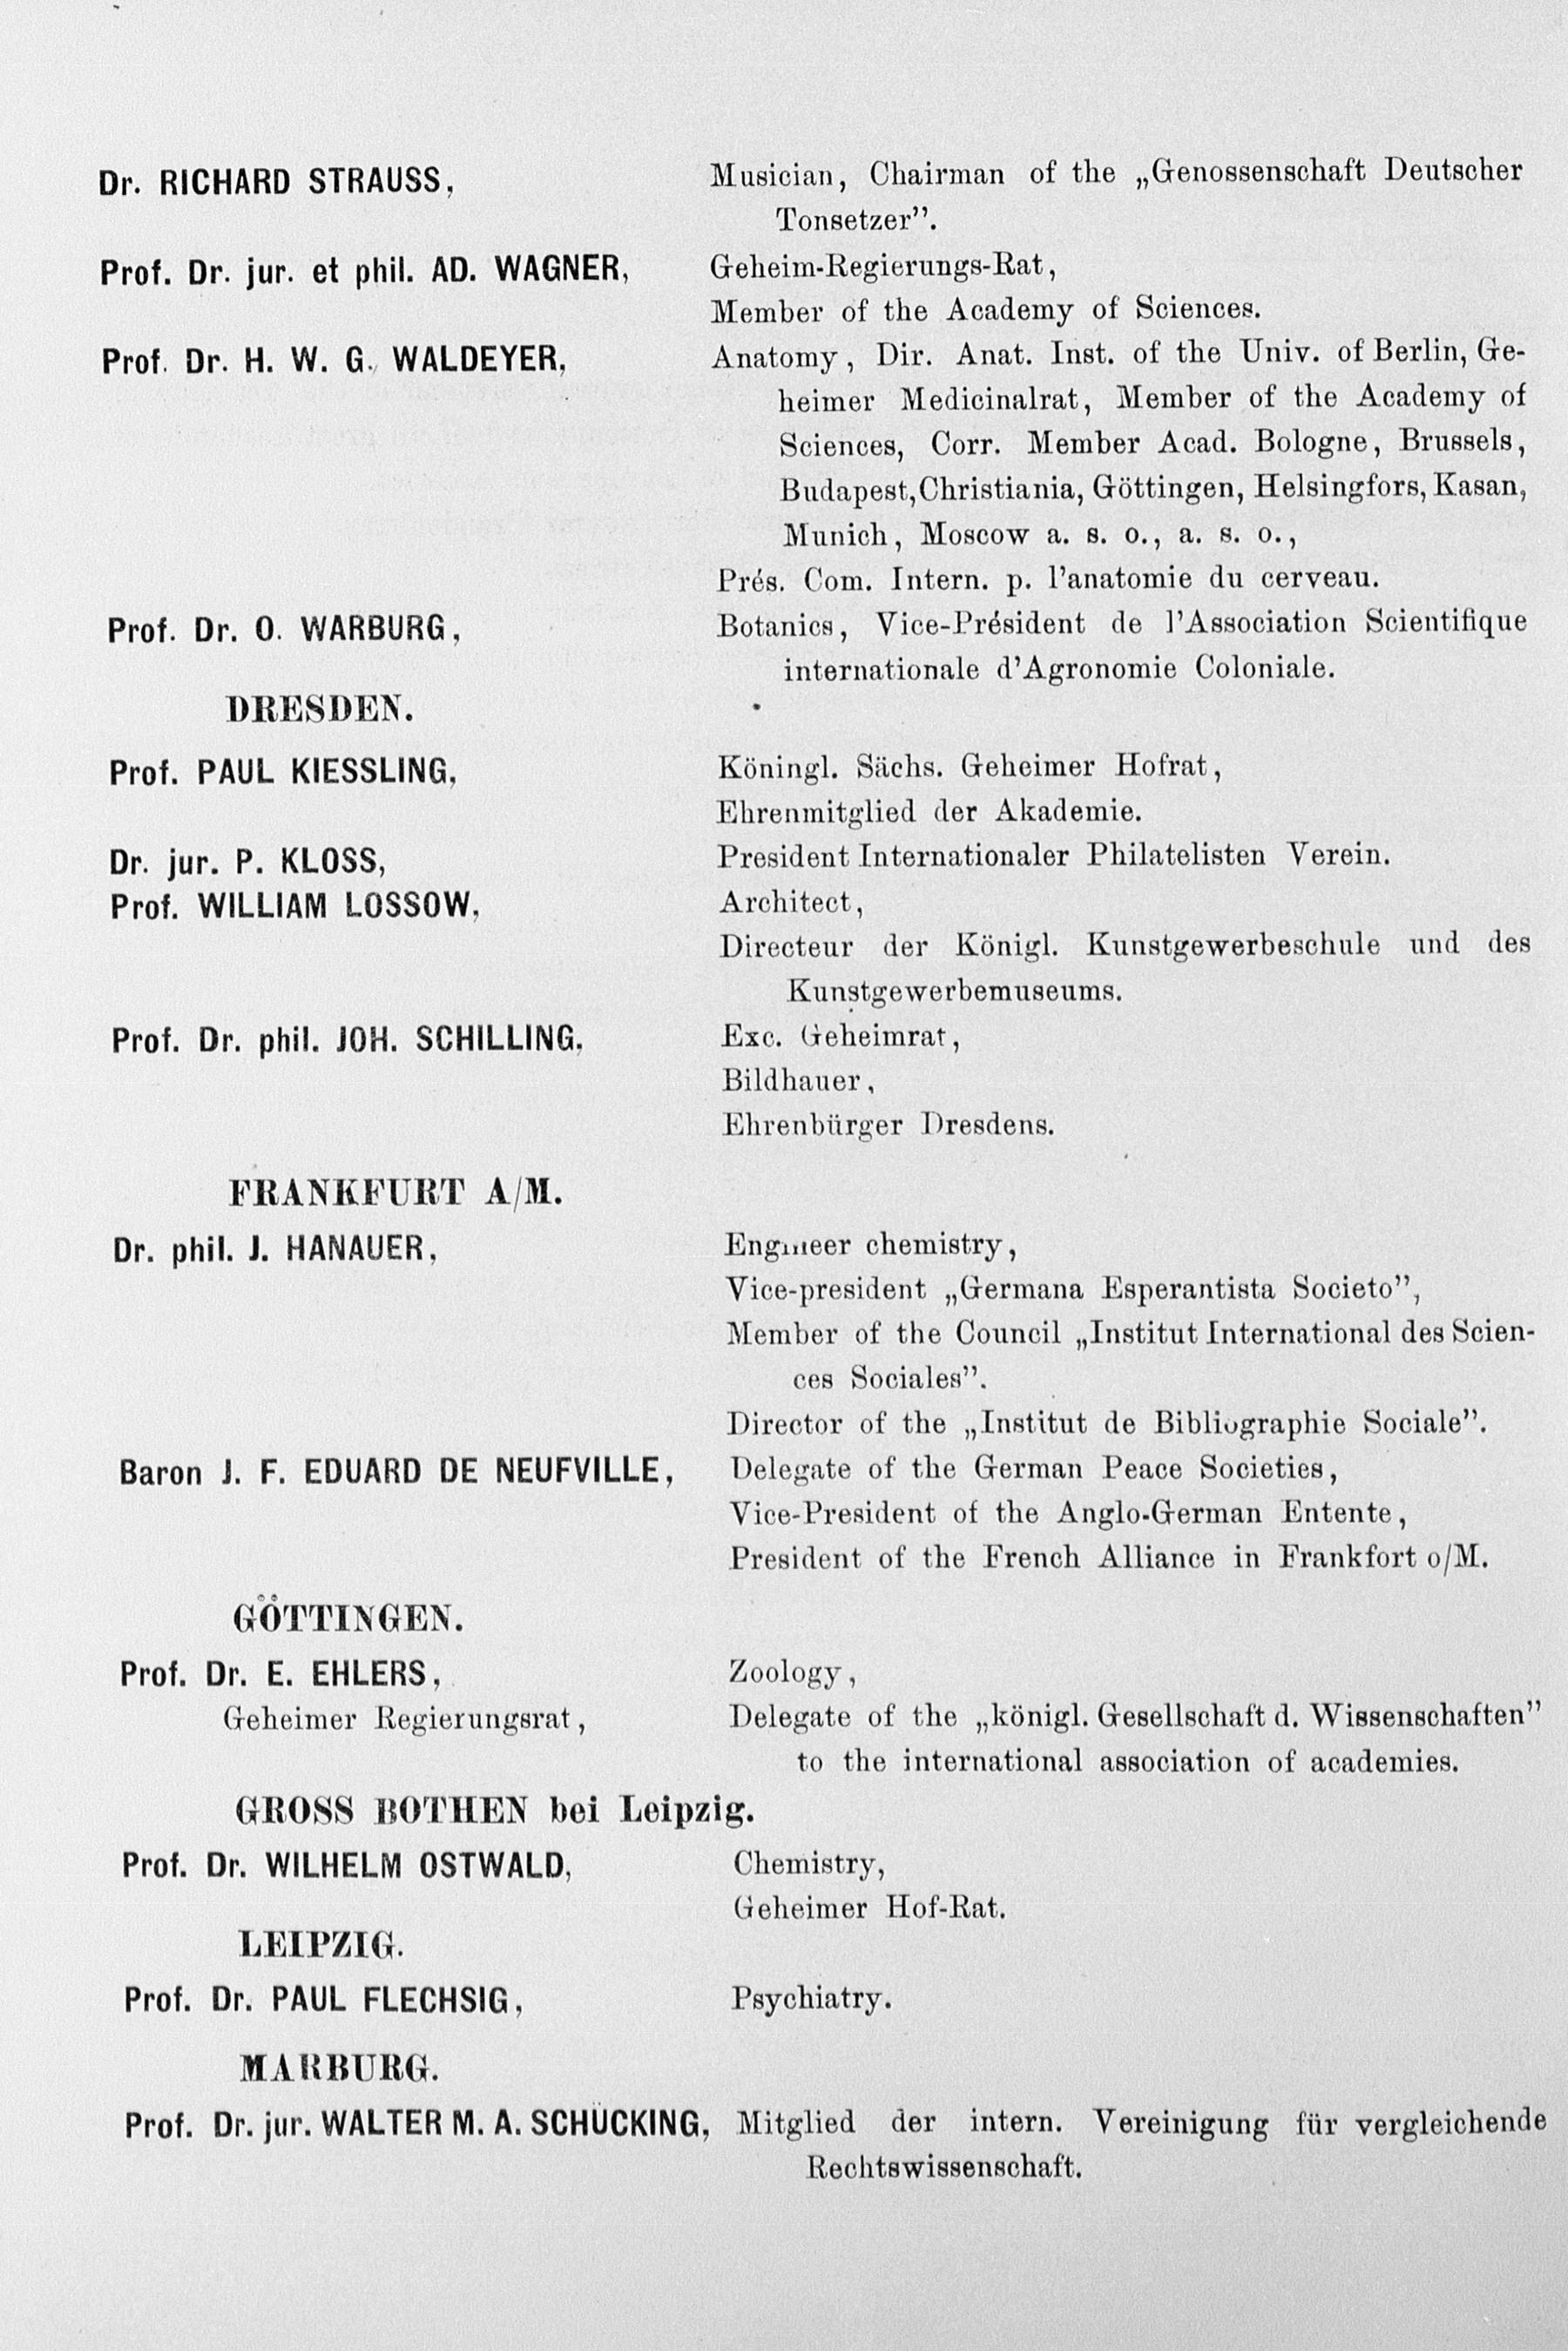 Dr. RICHARD STRAUSS, Musician, Chairman of the „Genossenschaft Deutscher
Tonsetzer”.
Prof. Dr. jur. et phil. AD. WAGNER, Geheim-Regierungs-Rat,
Member of the Academy of Sciences.
Prof. Dr. H. W. G. WALDEYER, Anatomy, Dir. Anat. Inst. of the Univ. of Berlin, Ge-
heimer Medicinalrat, Member of the Academy of
Sciences, Corr. Member Acad. Bologne, Brussels,
Budapest, Christiania, Göttingen, Helsingfors, Kasan,
Munich, Moscow a. s. o., a. s. o.,
Prés. Com. Intern. p. l'anatomie du cerveau.
Prof. Dr. O. WARBURG, Botanics, Vice-Président de l'Association Scientifique
internationale d'Agronomie Coloniale.
DRESDEN.
Prof. PAUL KIESSLING, Köningl. Sächs. Geheimer Hofrat,
Ehrenmitglied der Akademie.
Dr. jur. P. KLOSS, President Internationaler Philatelisten Verein.
Prof. WILLIAM LOSSOW, Architect,
Directeur der Königl. Kunstgewerbeschule und des
Kunstgewerbemuseums.
Prof. Dr. phil. JOH. SCHILLING, Exc. Geheimrat,
Bildhauer,
Ehrenbürger Dresdens.
FRANKFURT A/M.
Dr. phil. J. HANAUER, Engineer chemistry,
Vice-president „Germana Esperantista Societo”,
Member of the Council „Institut International des Scien-
ces Sociales”.
Director of the „Institut de Bibliographie Sociale”.
Baron J. F. EDUARD DE NEUFVILLE, Delegate of the German Peace Societies,
Vice-President of the Anglo-German Entente,
President of the French Alliance in Frankfort o/M.
GÖTTINGEN.
Prof. Dr. E. EHLERS, Zoology,
Geheimer Regierungsrat, Delegate of the „königl. Gesellschaft d. Wissenschaften”
to the international association of academies.
GROSS BOTHEN bei Leipzig.
Prof. Dr. WILHELM OSTWALD, Chemistry,
Geheimer Hof-Rat.
LEIPZIG.
Prof. Dr. PAUL FLECHSIG, Psychiatry.
MARBURG.
Prof. Dr. jur. WALTER M. A. SCHÜCKING, Mitglied der intern. Vereinigung für vergleichende
Rechtswissenschaft.